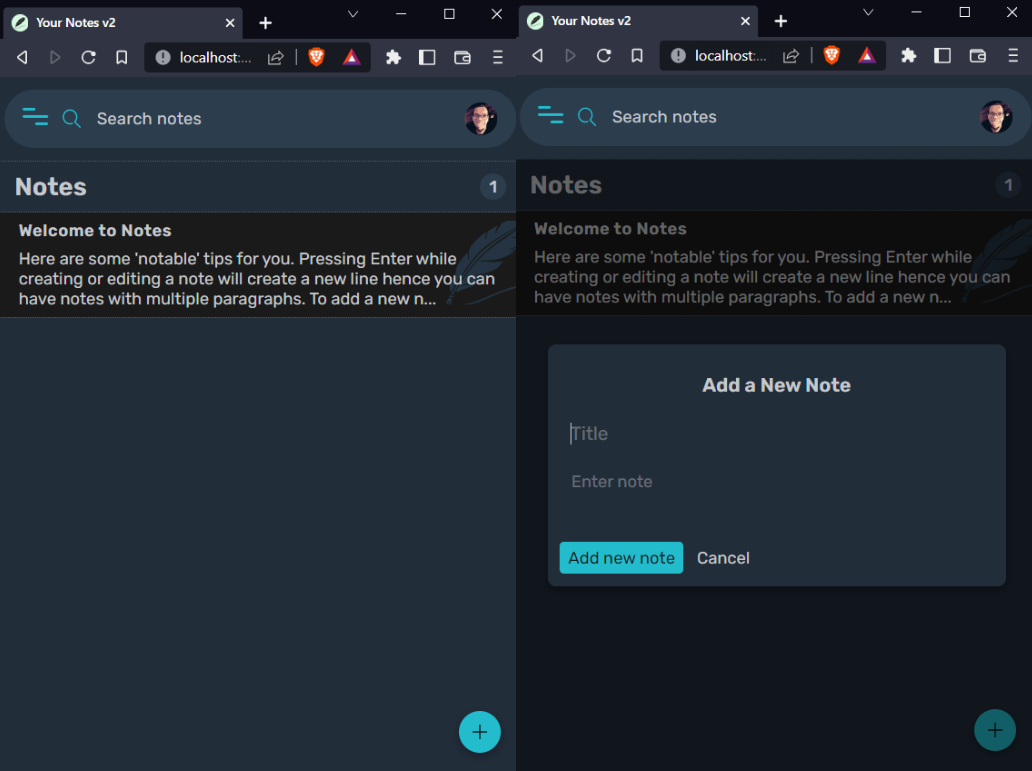 Your Notes v2
localhost:...
Search notes
Notes
1
Welcome to Notes
Here are some 'notable' tips for you. Pressing Enter while
creating or editing a note will create a new line hence you can
have notes with multiple paragraphs. To add a new n...
Your Notes v2
localhost:...
Search notes
Notes
1
Welcome to Notes
Here are some 'notable' tips for you. Pressing Enter while
creating or editing a note will create a new line hence you can
have notes with multiple paragraphs. To add a new n...
Add a New Note
Title
Enter note
Add new note
Cancel